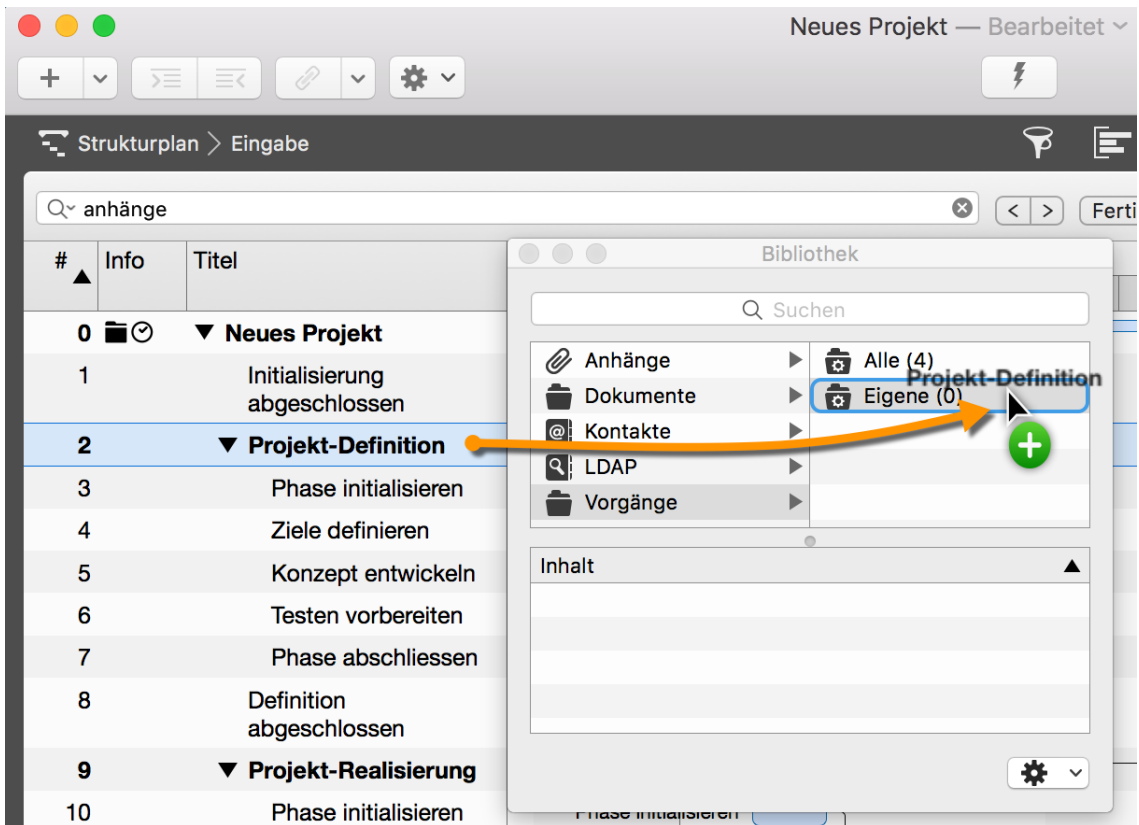 Neues Projekt — Bearbeitet
Strukturplan > Eingabe
anhänge
< > Ferti
# Info Titel
0 Neues Projekt
1 Initialisierung
abgeschlossen
2 Projekt-Definition
3 Phase initialisieren
4 Ziele definieren
5 Konzept entwickeln
6 Testen vorbereiten
7 Phase abschliessen
8 Definition
abgeschlossen
9 Projekt-Realisierung
10 Phase initialisieren
Bibliothek
Suchen
Anhänge
Dokumente
Kontakte
LDAP
Vorgänge
Alle (4)
Projekt-Definition
Eigene (0)
Inhalt
Phase initialisieren